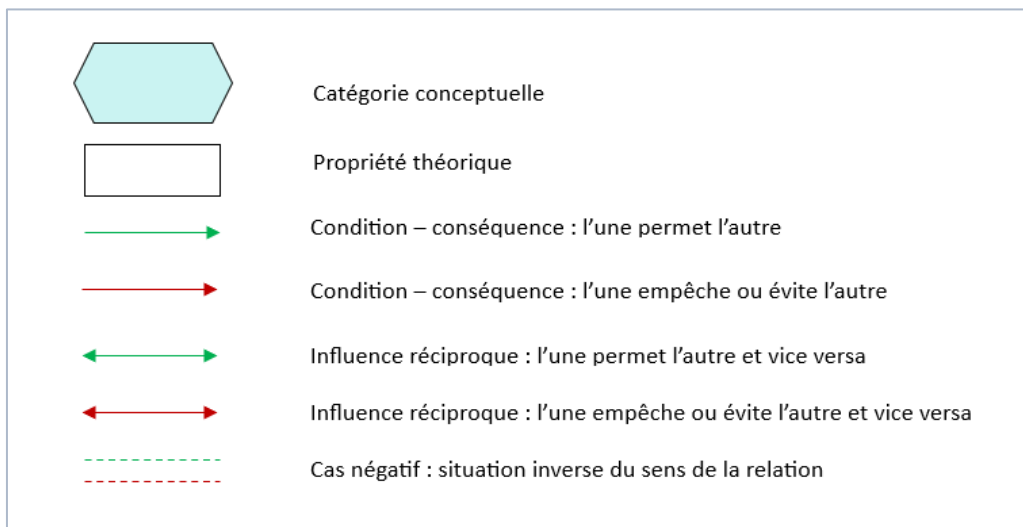 Catégorie conceptuelle
Propriété théorique
Condition – conséquence : l’une permet l’autre
Condition – conséquence : l’une empêche ou évite l’autre
Influence réciproque : l’une permet l’autre et vice versa
Influence réciproque : l’une empêche ou évite l’autre et vice versa
Cas négatif : situation inverse du sens de la relation